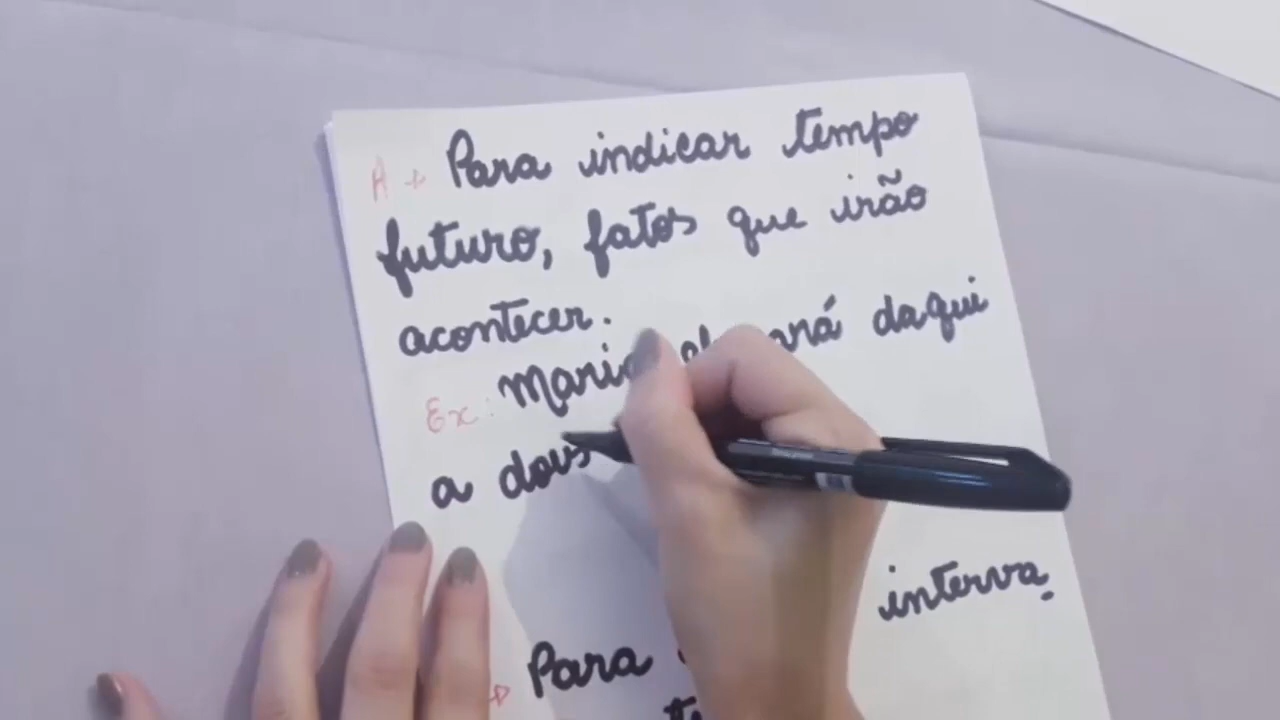 A → Para indicar tempo
futuro, fatos que irão
acontecer.
Ex: Maria daqui
a dois
→ Para interva